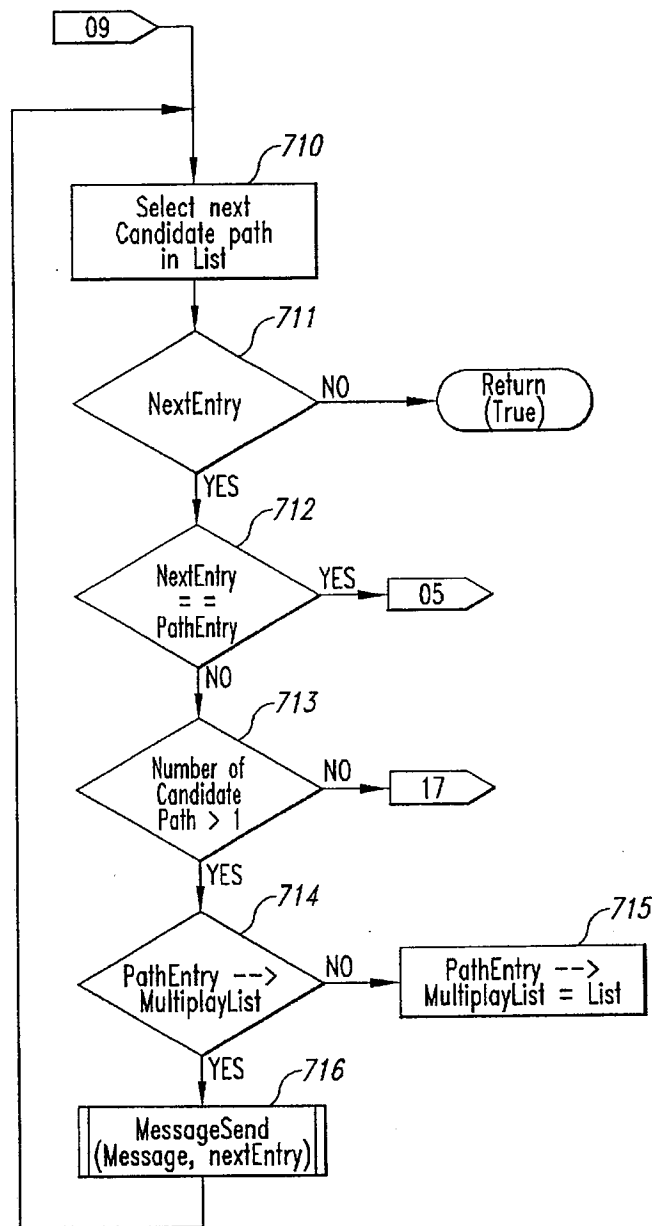 09
710
Select next
Candidate path
in List
711
NextEntry
NO
Return
(True)
YES
712
NextEntry
= =
PathEntry
YES
05
NO
713
Number of
Candidate
Path > 1
NO
17
YES
714
PathEntry -->
MultiplayList
NO
715
PathEntry -->
MultiplayList = List
YES
716
MessageSend
(Message, nextEntry)